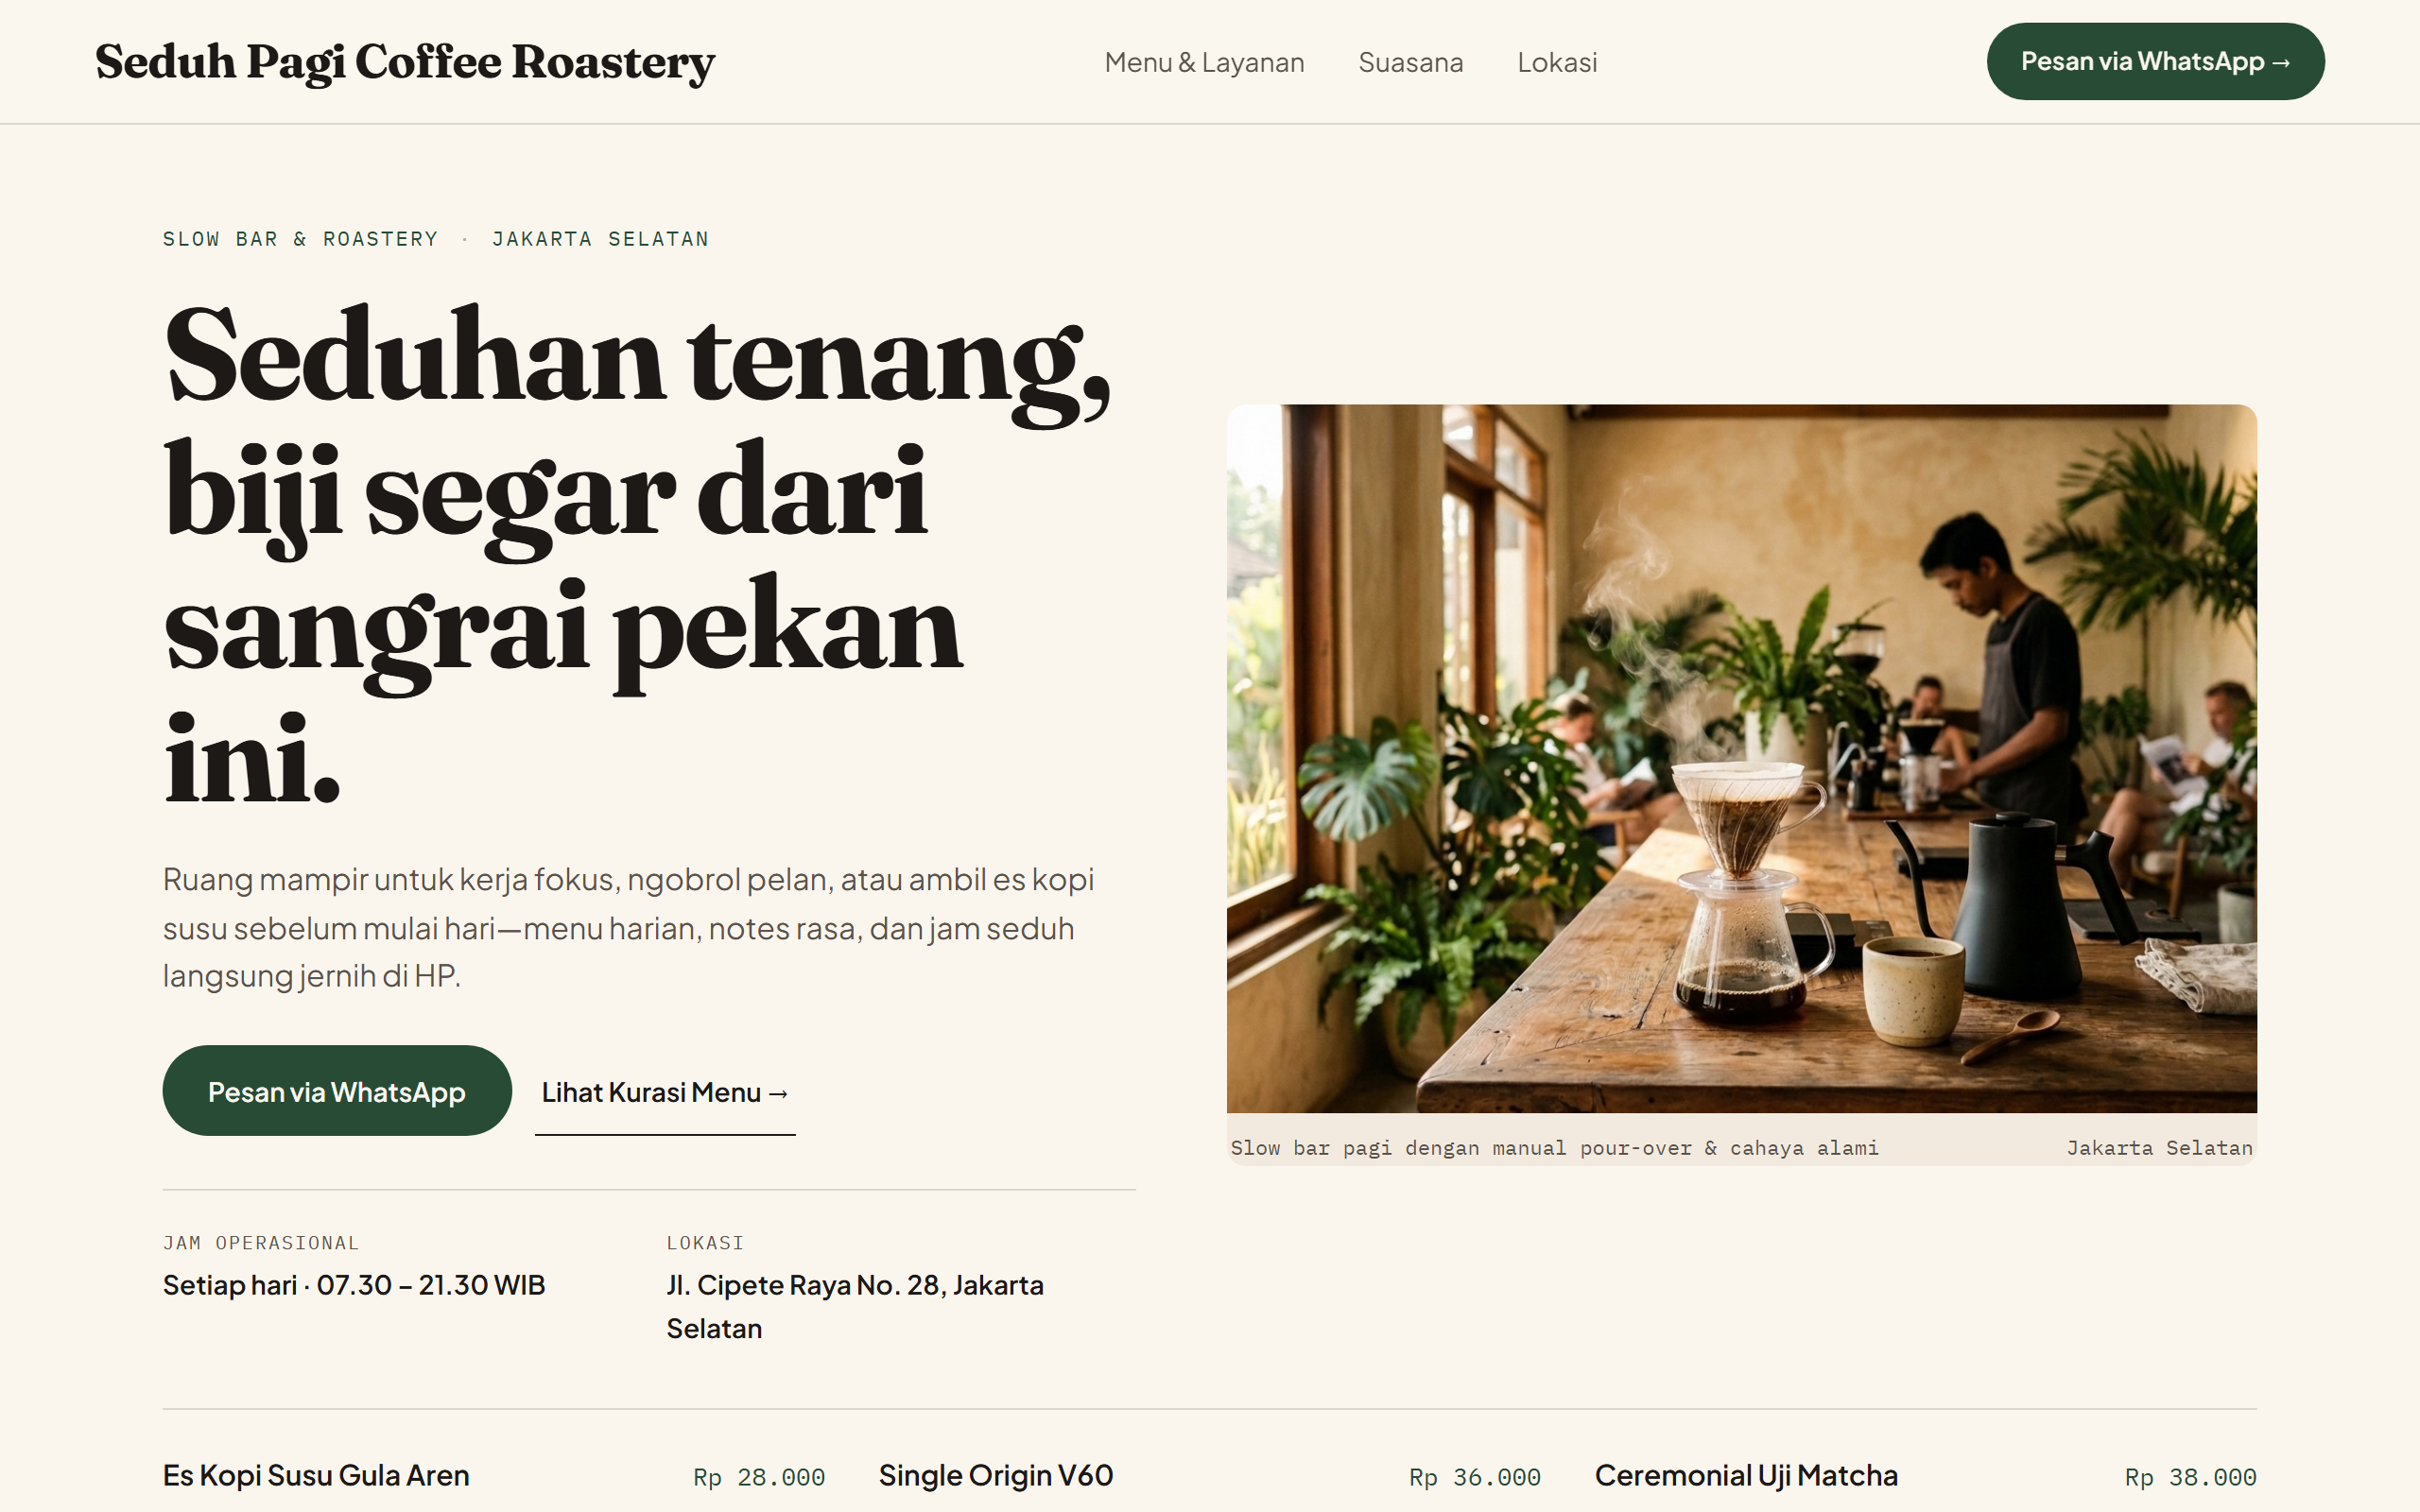 Seduh Pagi Coffee Roastery
Menu & Layanan
Suasana
Lokasi
Pesan via WhatsApp →
SLOW BAR & ROASTERY · JAKARTA SELATAN
Seduhan tenang,
biji segar dari
sangrai pekan
ini.
Ruang mampir untuk kerja fokus, ngobrol pelan, atau ambil es kopi
susu sebelum mulai hari—menu harian, notes rasa, dan jam seduh
langsung jernih di HP.
Pesan via WhatsApp
Lihat Kurasi Menu →
Slow bar pagi dengan manual pour-over & cahaya alami
Jakarta Selatan
JAM OPERASIONAL
Setiap hari · 07.30 – 21.30 WIB
LOKASI
Jl. Cipete Raya No. 28, Jakarta
Selatan
Es Kopi Susu Gula Aren
Rp 28.000
Single Origin V60
Rp 36.000
Ceremonial Uji Matcha
Rp 38.000